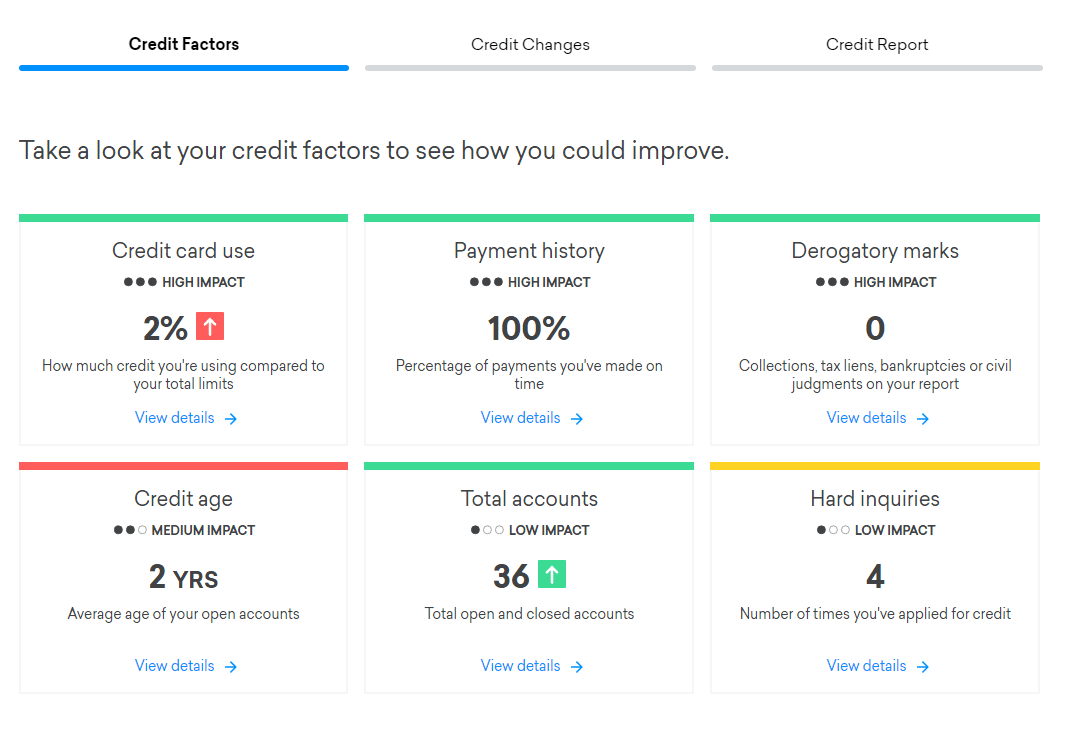 Credit Factors
Credit Changes
Credit Report
Take a look at your credit factors to see how you could improve.
Credit card use
HIGH IMPACT
2%
How much credit you're using compared to
your total limits
View details
Payment history
HIGH IMPACT
100%
Percentage of payments you've made on
time
View details
Derogatory marks
HIGH IMPACT
0
Collections, tax liens, bankruptcies or civil
judgments on your report
View details
Credit age
MEDIUM IMPACT
2 YRS
Average age of your open accounts
View details
Total accounts
LOW IMPACT
36
Total open and closed accounts
View details
Hard inquiries
LOW IMPACT
4
Number of times you've applied for credit
View details